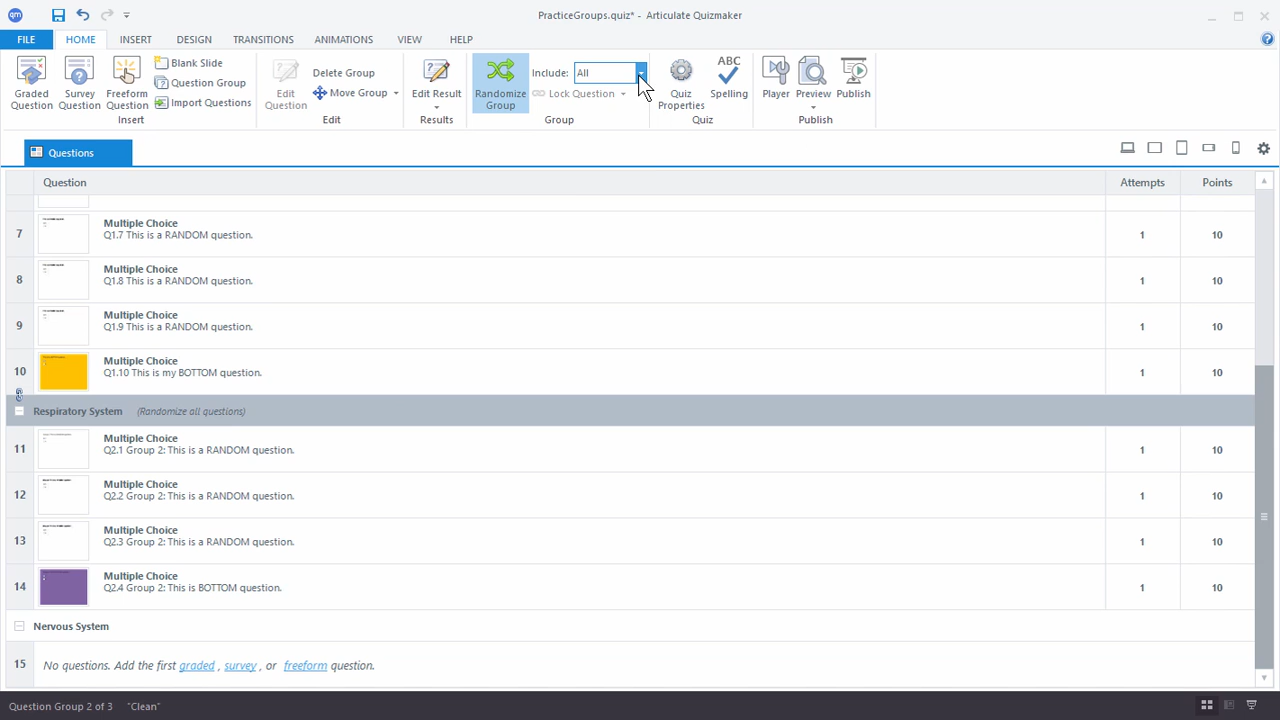 qm
PracticeGroups.quiz* - Articulate Quizmaker
FILE HOME INSERT DESIGN TRANSITIONS ANIMATIONS VIEW HELP
Graded Question
Survey Question
Freeform Question
Blank Slide
Question Group
Import Questions
Insert
Edit Question
Delete Group
Move Group
Edit
Edit Result
Results
Randomize Group
Include: All
Lock Question
Group
Quiz Properties
ABC
Spelling
Quiz
Player
Preview
Publish
Publish
Questions
Question Attempts Points
7 Multiple Choice
Q1.7 This is a RANDOM question. 1 10
8 Multiple Choice
Q1.8 This is a RANDOM question. 1 10
9 Multiple Choice
Q1.9 This is a RANDOM question. 1 10
10 Multiple Choice
Q1.10 This is my BOTTOM question. 1 10
Respiratory System (Randomize all questions)
11 Multiple Choice
Q2.1 Group 2: This is a RANDOM question. 1 10
12 Multiple Choice
Q2.2 Group 2: This is a RANDOM question. 1 10
13 Multiple Choice
Q2.3 Group 2: This is a RANDOM question. 1 10
14 Multiple Choice
Q2.4 Group 2: This is BOTTOM question. 1 10
Nervous System
15 No questions. Add the first graded , survey , or freeform question.
Question Group 2 of 3 "Clean"